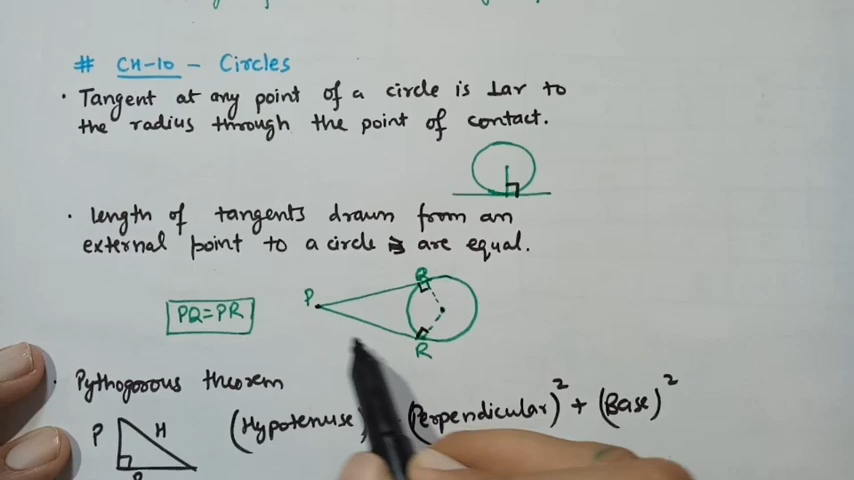 # CH-10 - Circles
• Tangent at any point of a circle is ⊥ar to
the radius through the point of contact.
• length of tangents drawn from an
external point to a circle are equal.
PQ=PR
P
Q
R
• Pythogorous theorem
P
H
(Hypotenuse) (Perpendicular)² + (Base)²